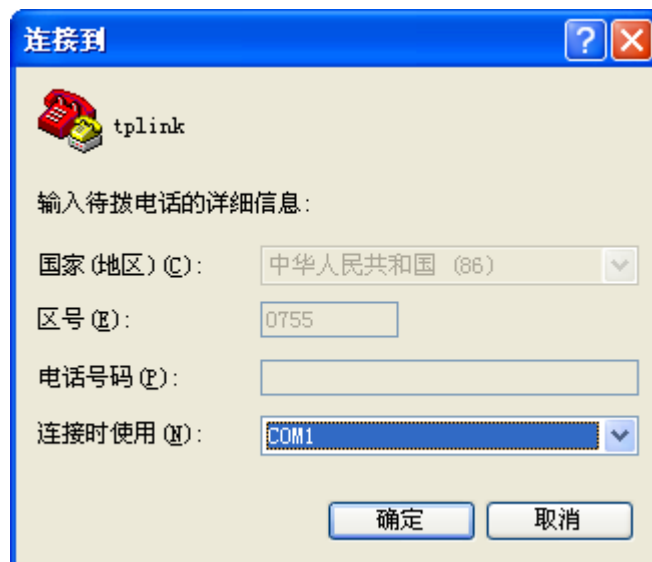 连接到
tplink
输入待拨电话的详细信息:
国家(地区)(C): 中华人民共和国 (86)
区号(E): 0755
电话号码(P):
连接时使用(N): COM1
确定 取消